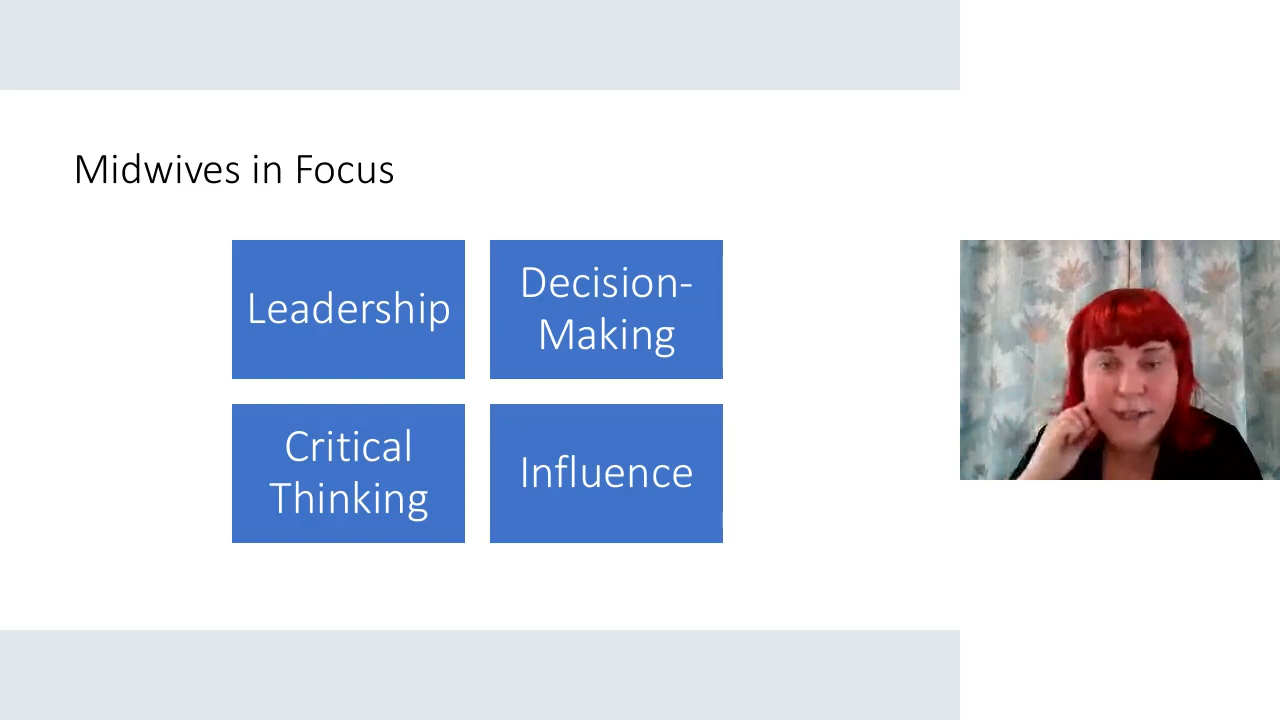 Midwives in Focus
Leadership
Decision-
Making
Critical
Thinking
Influence